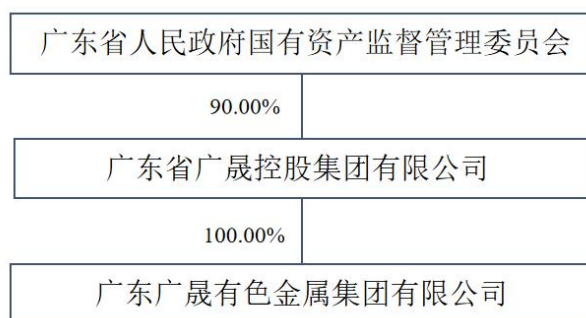 广东省人民政府国有资产监督管理委员会
90.00%
广东省广晟控股集团有限公司
100.00%
广东广晟有色金属集团有限公司